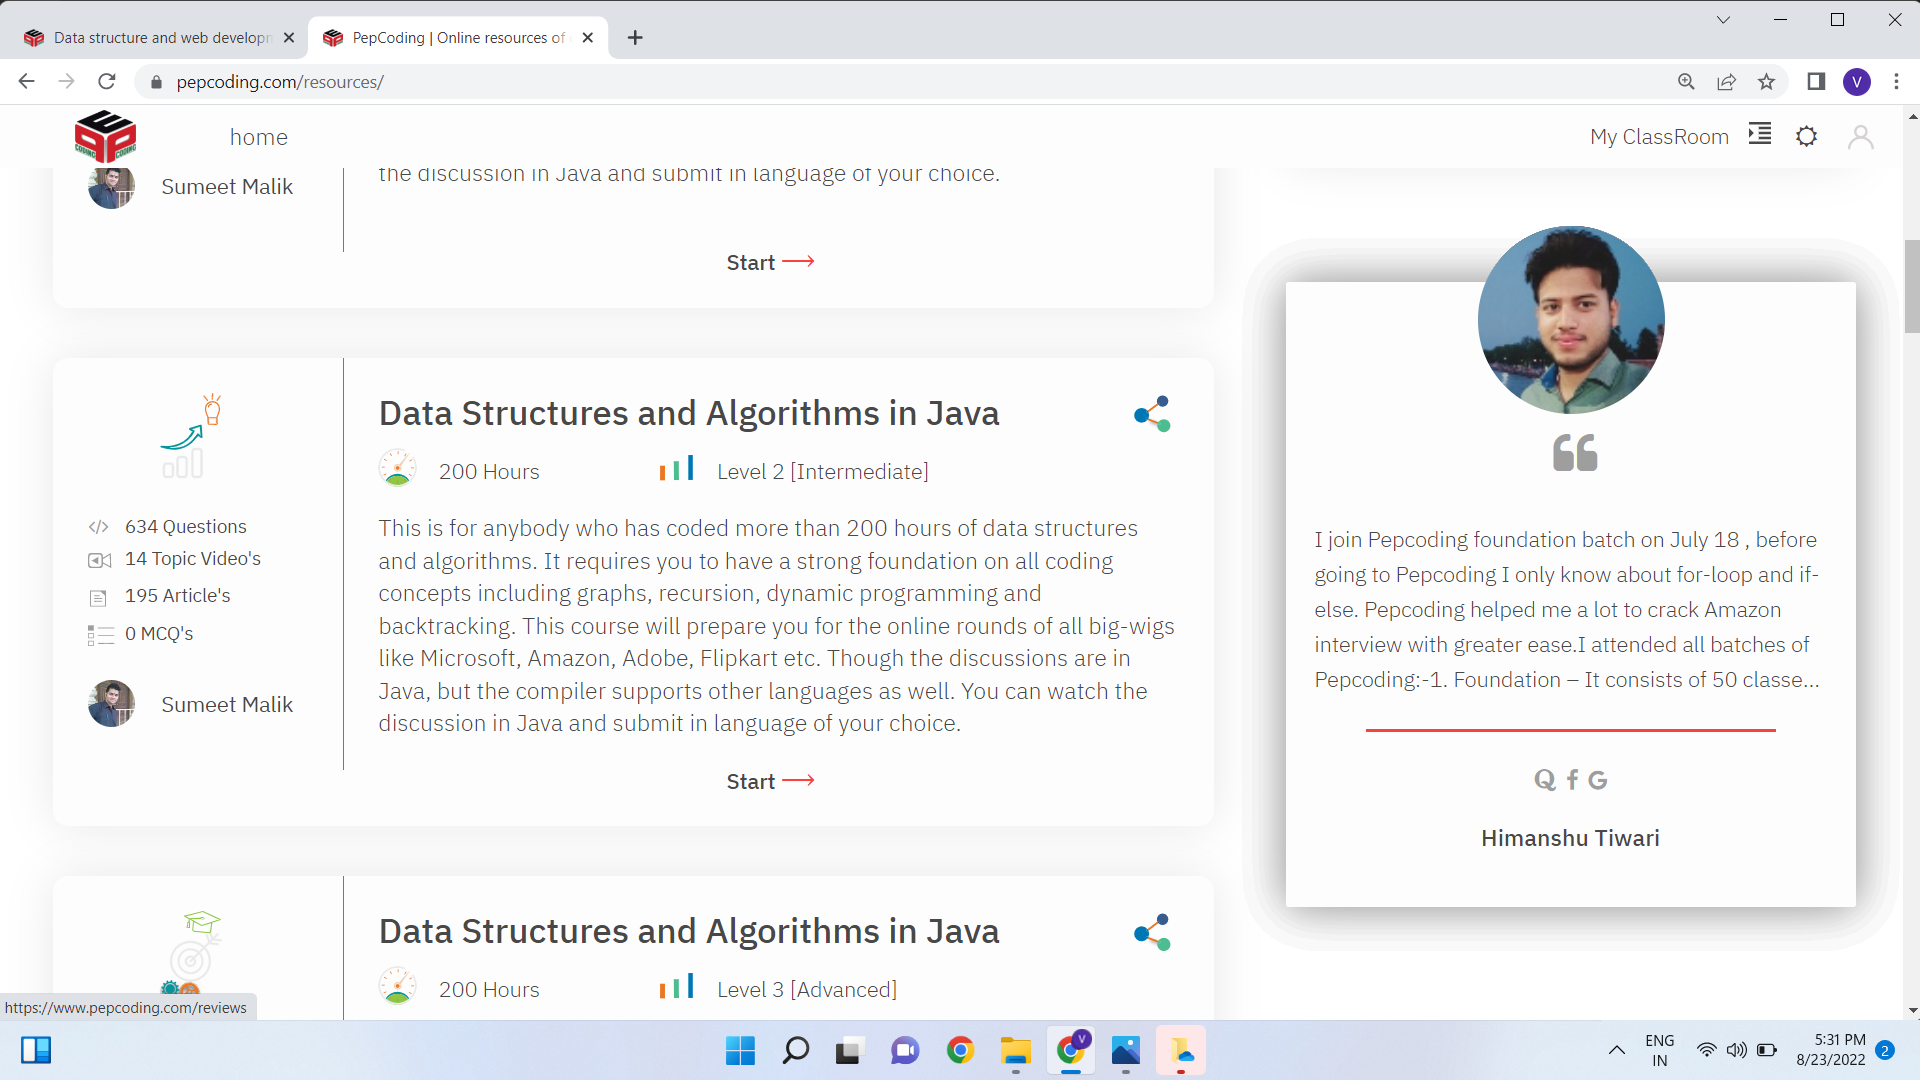 Data structure and web developm
PepCoding | Online resources of
pepcoding.com/resources/
V
CODING CODING
home
My ClassRoom
Sumeet Malik
the discussion in Java and submit in language of your choice.
Start
Data Structures and Algorithms in Java
200 Hours
Level 2 [Intermediate]
634 Questions
14 Topic Video's
195 Article's
0 MCQ's
Sumeet Malik
This is for anybody who has coded more than 200 hours of data structures
and algorithms. It requires you to have a strong foundation on all coding
concepts including graphs, recursion, dynamic programming and
backtracking. This course will prepare you for the online rounds of all big-wigs
like Microsoft, Amazon, Adobe, Flipkart etc. Though the discussions are in
Java, but the compiler supports other languages as well. You can watch the
discussion in Java and submit in language of your choice.
Start
Data Structures and Algorithms in Java
200 Hours
Level 3 [Advanced]
I join Pepcoding foundation batch on July 18 , before
going to Pepcoding I only know about for-loop and if-
else. Pepcoding helped me a lot to crack Amazon
interview with greater ease.I attended all batches of
Pepcoding:-1. Foundation – It consists of 50 classe...
Himanshu Tiwari
https://www.pepcoding.com/reviews
V
ENG
IN
5:31 PM
8/23/2022
2